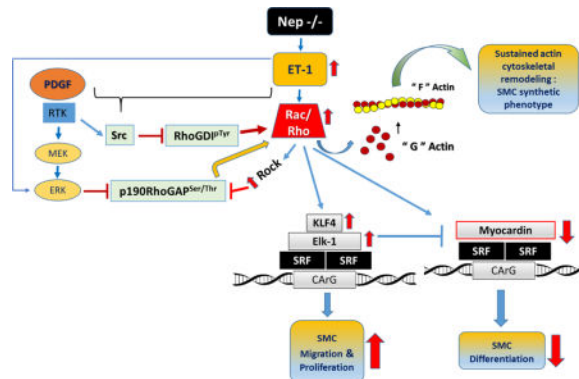 Nep -/-
ET-1
PDGF
RTK
Src
RhoGDIpTyr
Rac/
Rho
MEK
ERK
p190RhoGAPSer/Thr
Rock
"F" Actin
"G" Actin
Sustained actin
cytoskeletal
remodeling :
SMC synthetic
phenotype
KLF4
Elk-1
SRF
SRF
CArG
Myocardin
SRF
SRF
CArG
SMC
Migration &
Proliferation
SMC
Differentiation